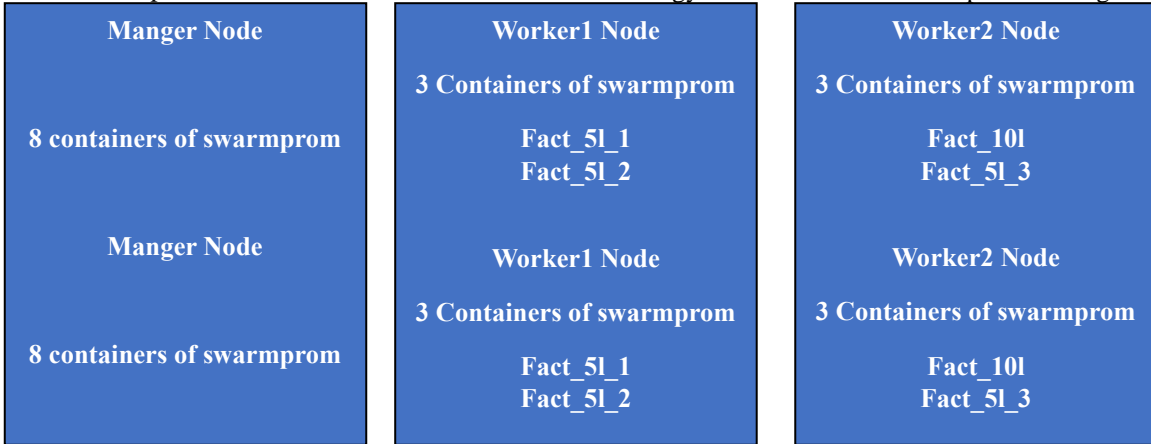 Manger Node
8 containers of swarmprom
Manger Node
8 containers of swarmprom
Worker1 Node
3 Containers of swarmprom
Fact_5l_1
Fact_5l_2
Worker1 Node
3 Containers of swarmprom
Fact_5l_1
Fact_5l_2
Worker2 Node
3 Containers of swarmprom
Fact_10l
Fact_5l_3
Worker2 Node
3 Containers of swarmprom
Fact_10l
Fact_5l_3